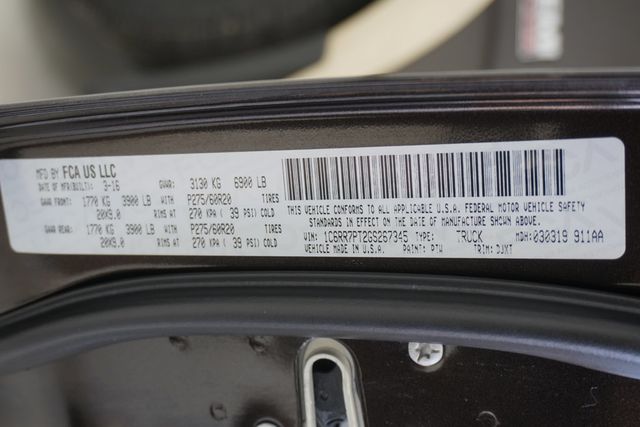 MFD BY FCA US LLC
DATE OF MFR(BUILT): 3-16 GVWR: 3130 KG 6900 LB
GAWR FRONT: 1770 KG 3900 LB WITH P275/60R20 TIRES
20X9.0 RIMS AT 270 KPA ( 39 PSI) COLD
GAWR REAR: 1770 KG 3900 LB WITH P275/60R20 TIRES
20X9.0 RIMS AT 270 KPA ( 39 PSI) COLD
THIS VEHICLE CONFORMS TO ALL APPLICABLE U.S.A. FEDERAL MOTOR VEHICLE SAFETY
STANDARDS IN EFFECT ON THE DATE OF MANUFACTURE SHOWN ABOVE.
VIN: 1C6RR7PT2GS267345 TYPE: TRUCK MDH: 030319 911AA
VEHICLE MADE IN U.S.A. PAINT: PTW TRIM: DJXT